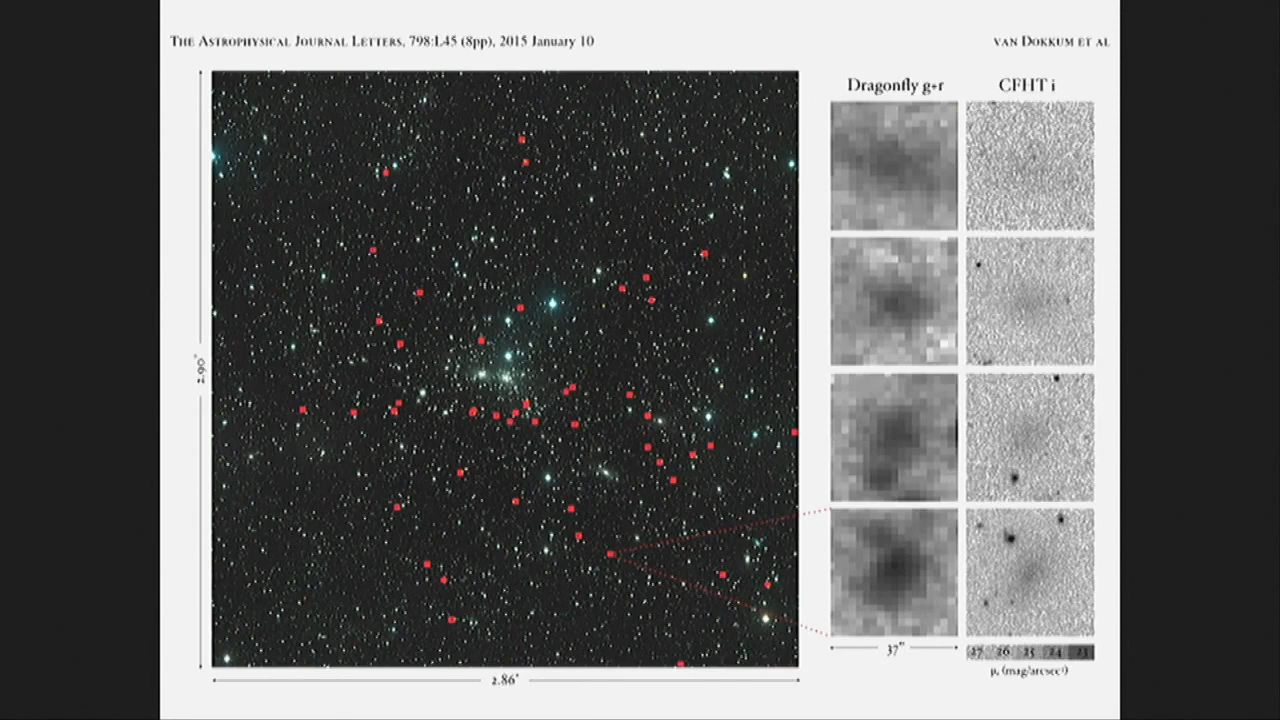 THE ASTROPHYSICAL JOURNAL LETTERS, 798:L45 (8pp), 2015 January 10
VAN DOKKUM ET AL
Dragonfly g+r
CFHT i
2.90°
37"
27 26 25 24 23
μ, (mag/arcsec²)
2.86°